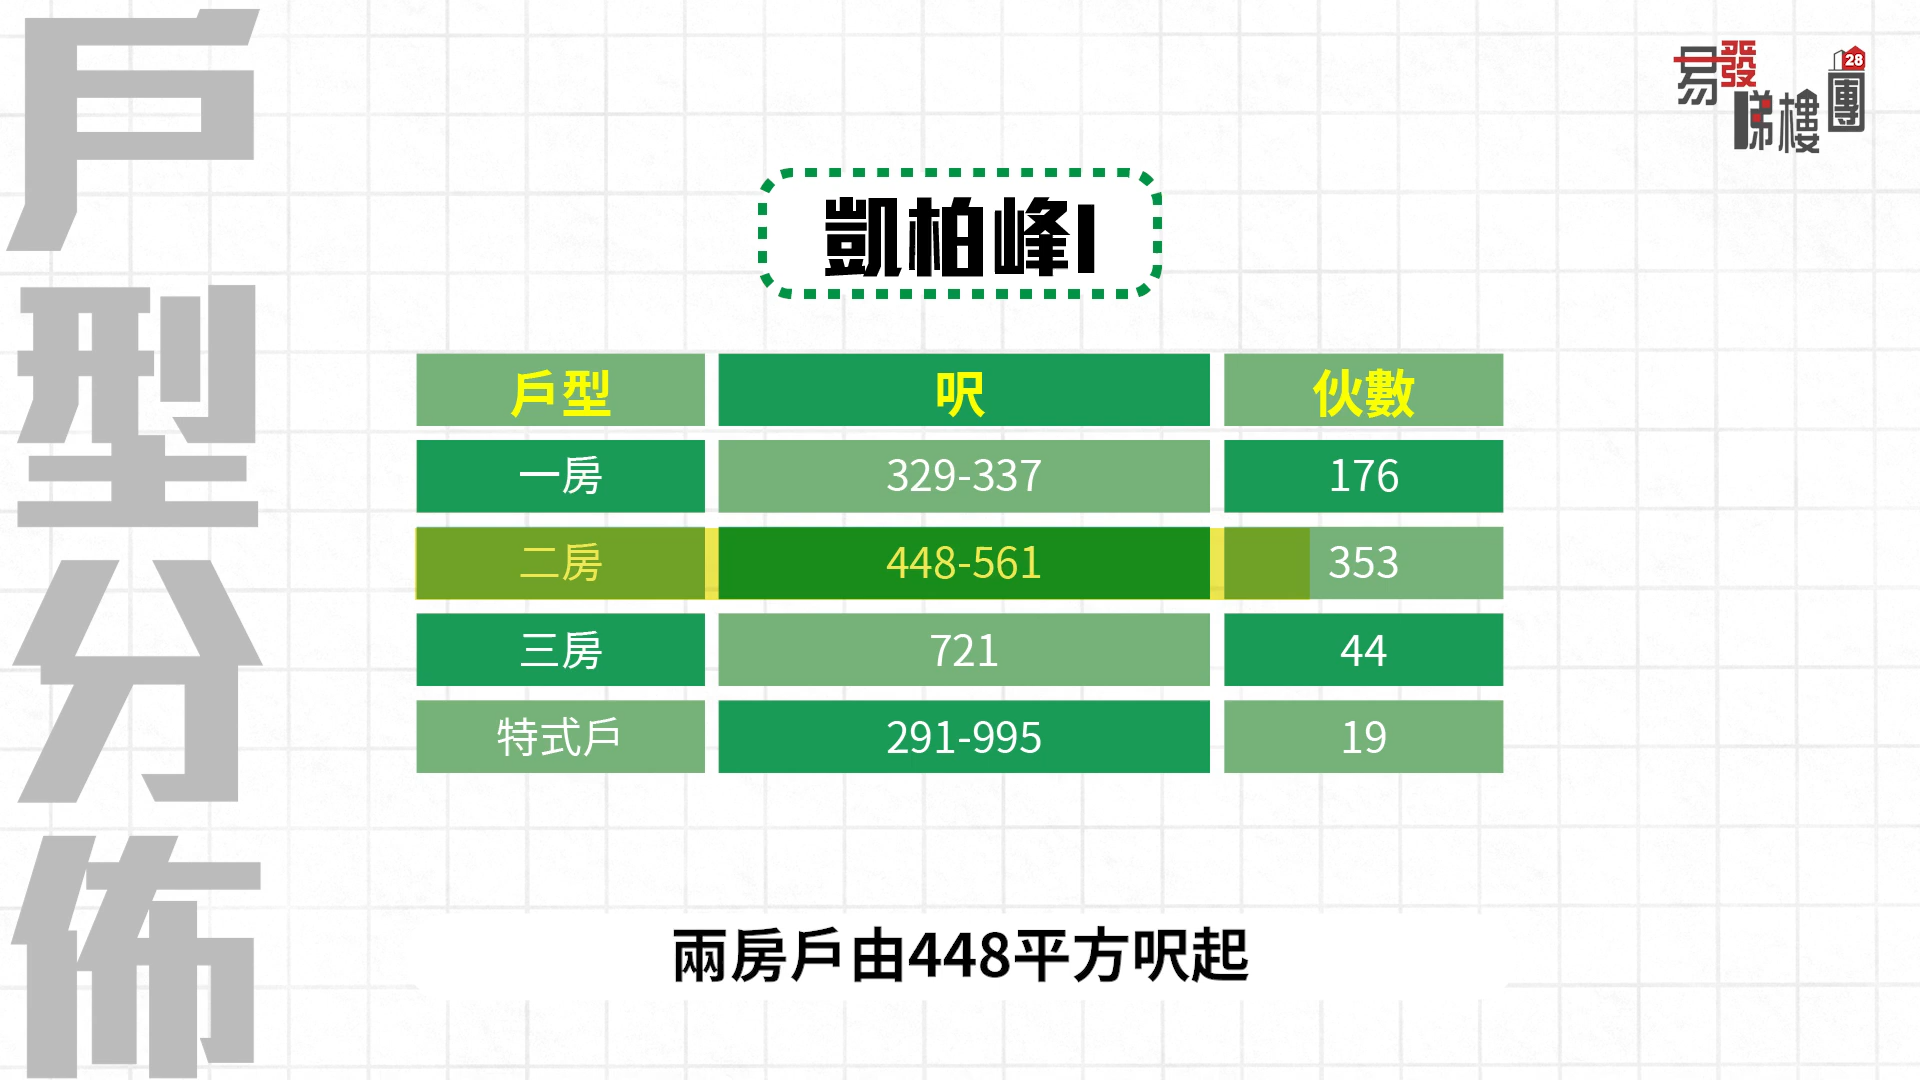 戶型分佈
易發睇樓團
28
凱柏峰I
戶型 呎 伙數
一房 329-337 176
二房 448-561 353
三房 721 44
特式戶 291-995 19
兩房戶由448平方呎起